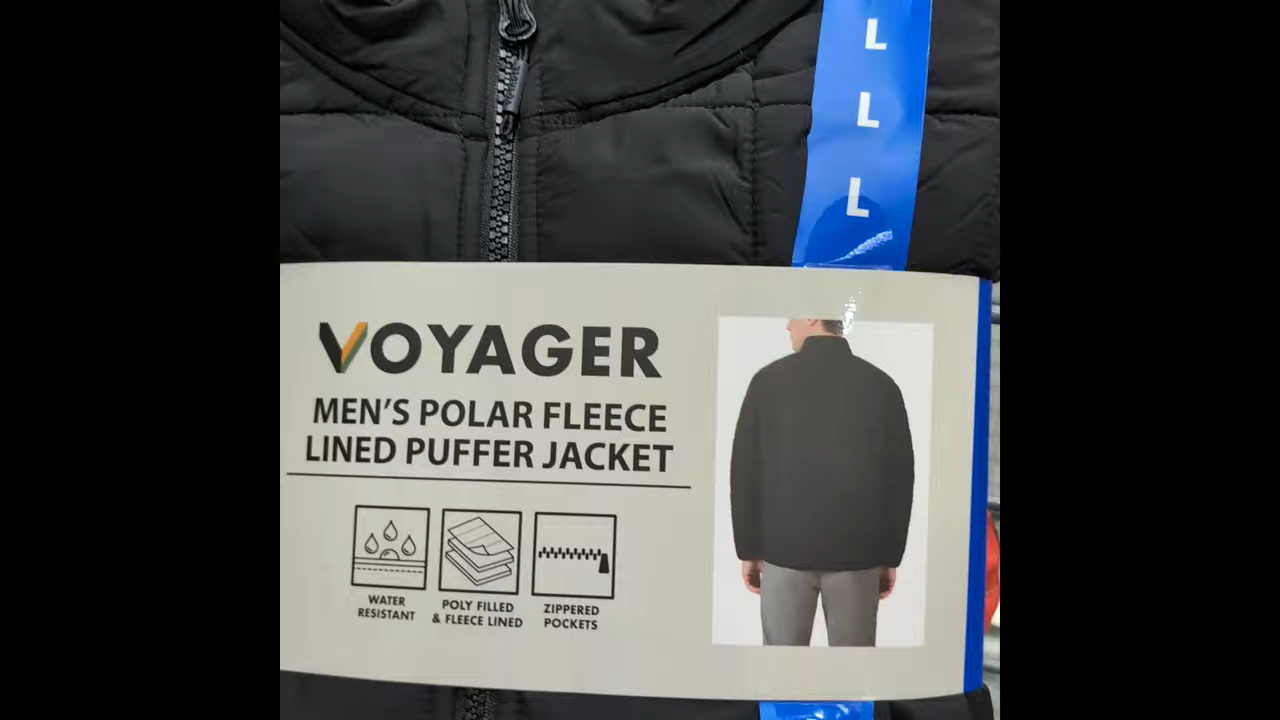 L
L
L
VOYAGER
MEN'S POLAR FLEECE
LINED PUFFER JACKET
WATER
RESISTANT
POLY FILLED
& FLEECE LINED
ZIPPERED
POCKETS